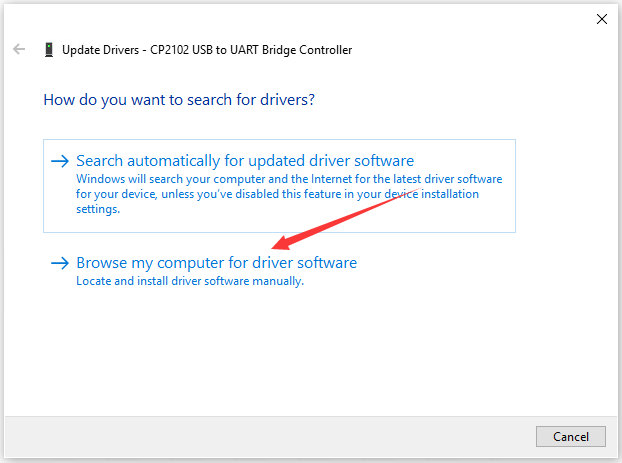 Update Drivers - CP2102 USB to UART Bridge Controller
How do you want to search for drivers?
Search automatically for updated driver software
Windows will search your computer and the Internet for the latest driver software
for your device, unless you've disabled this feature in your device installation
settings.
Browse my computer for driver software
Locate and install driver software manually.
Cancel